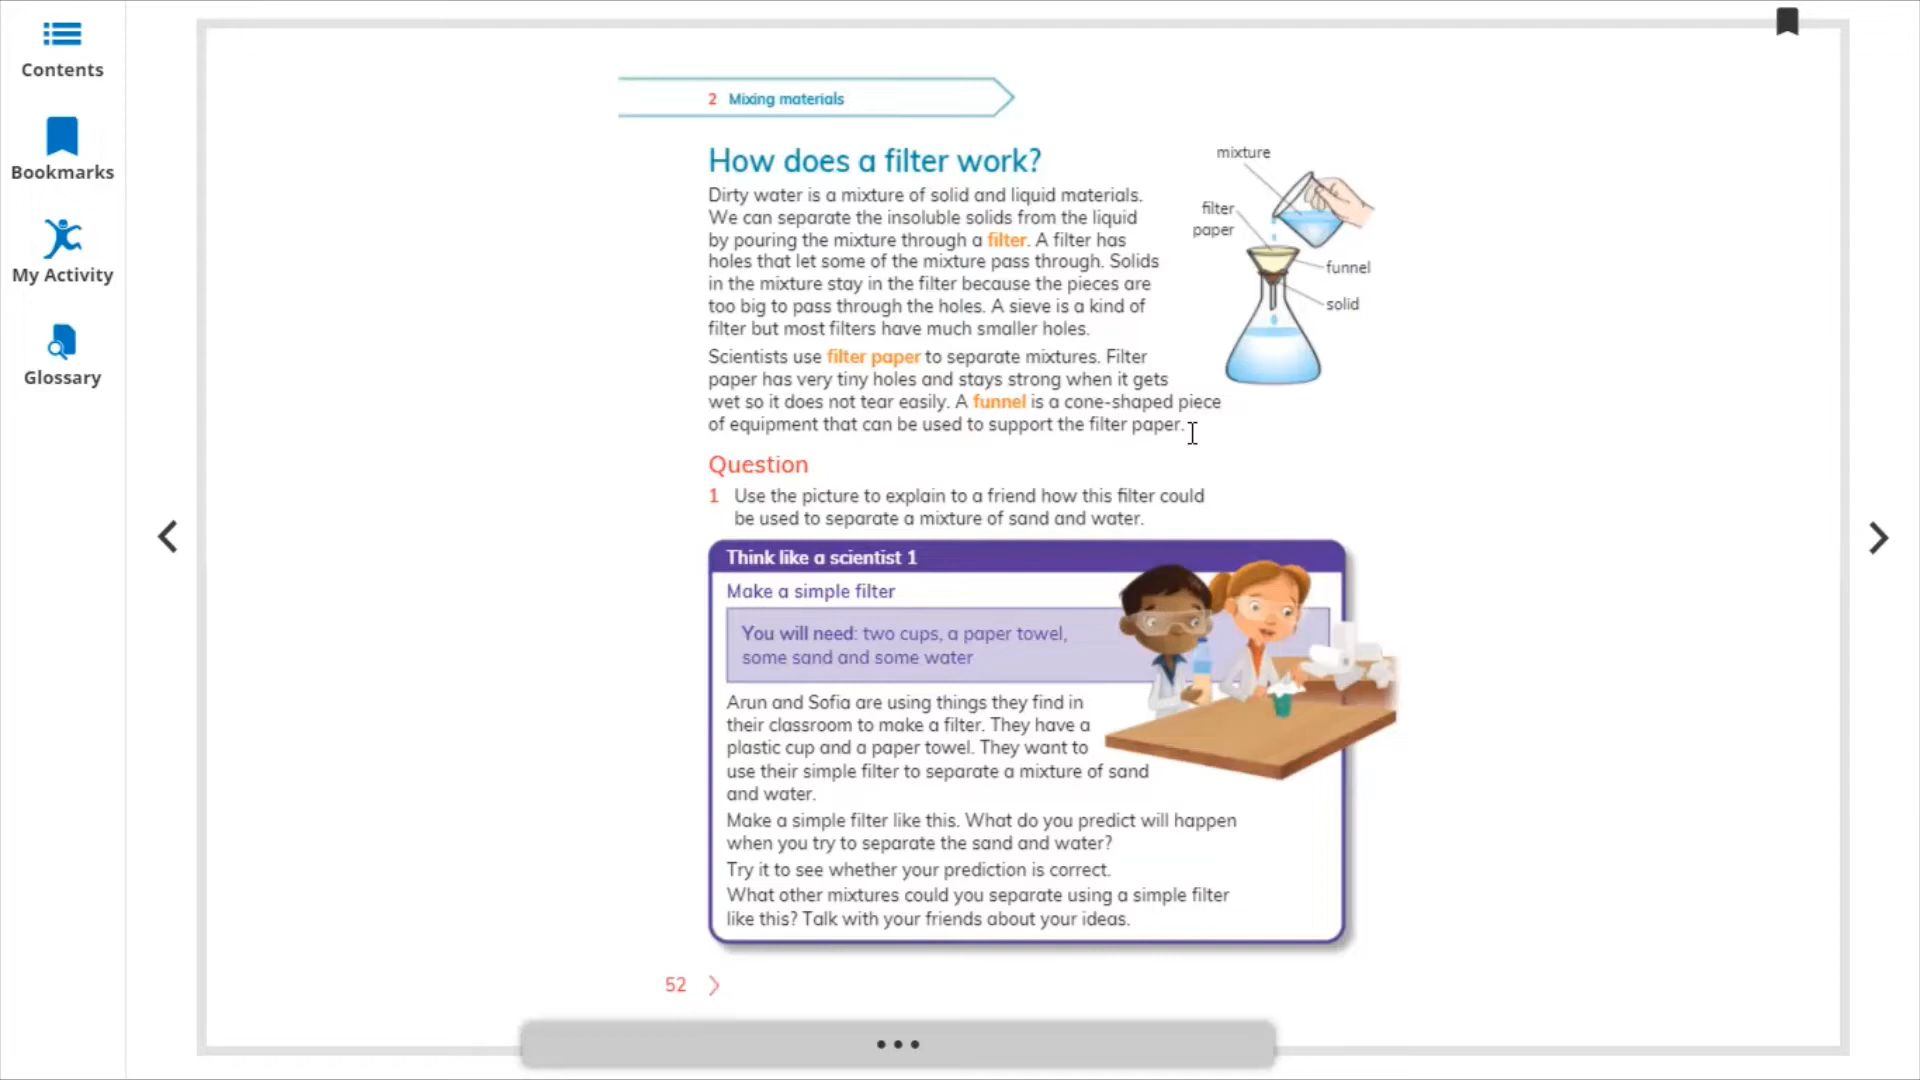 Contents
Bookmarks
My Activity
Glossary
2 Mixing materials
How does a filter work?
Dirty water is a mixture of solid and liquid materials.
We can separate the insoluble solids from the liquid
by pouring the mixture through a filter. A filter has
holes that let some of the mixture pass through. Solids
in the mixture stay in the filter because the pieces are
too big to pass through the holes. A sieve is a kind of
filter but most filters have much smaller holes.
Scientists use filter paper to separate mixtures. Filter
paper has very tiny holes and stays strong when it gets
wet so it does not tear easily. A funnel is a cone-shaped piece
of equipment that can be used to support the filter paper.
mixture
filter
paper
funnel
solid
Question
1 Use the picture to explain to a friend how this filter could
be used to separate a mixture of sand and water.
Think like a scientist 1
Make a simple filter
You will need: two cups, a paper towel,
some sand and some water
Arun and Sofia are using things they find in
their classroom to make a filter. They have a
plastic cup and a paper towel. They want to
use their simple filter to separate a mixture of sand
and water.
Make a simple filter like this. What do you predict will happen
when you try to separate the sand and water?
Try it to see whether your prediction is correct.
What other mixtures could you separate using a simple filter
like this? Talk with your friends about your ideas.
52